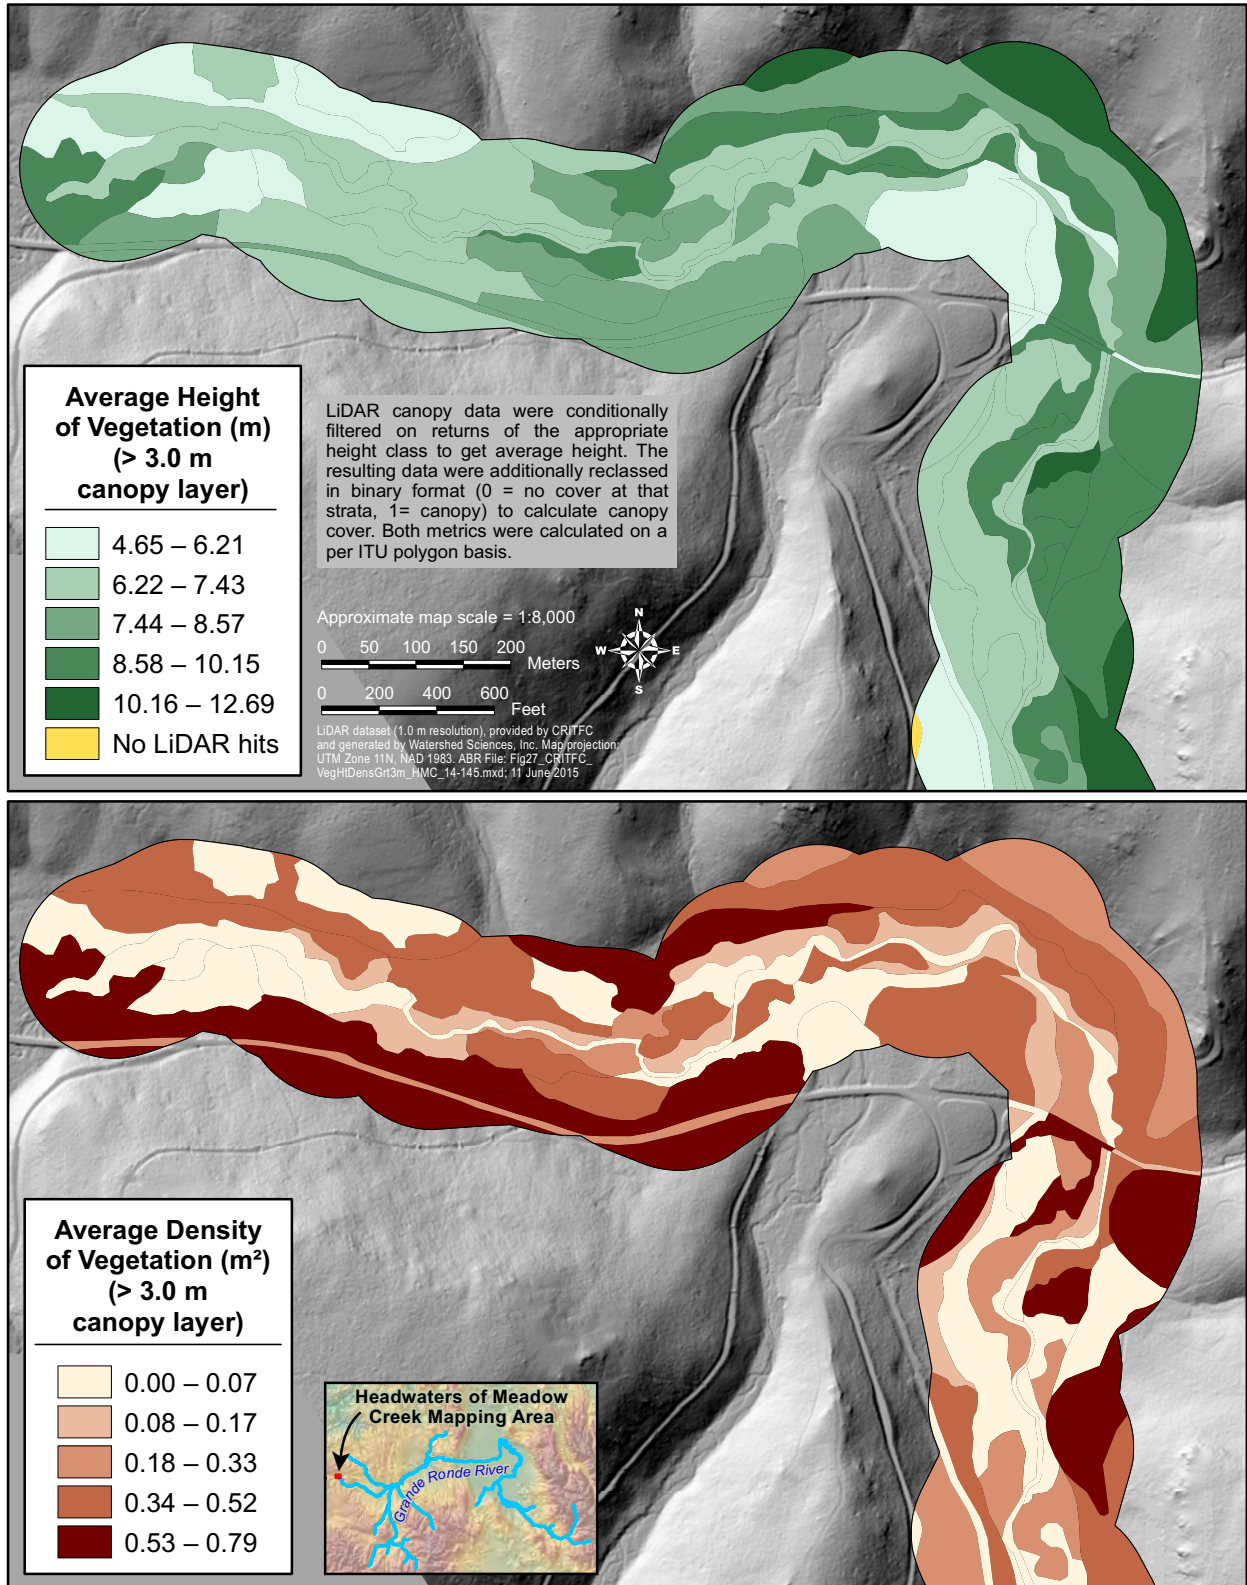 Average Height
of Vegetation (m)
(> 3.0 m
canopy layer)
4.65 – 6.21
6.22 – 7.43
7.44 – 8.57
8.58 – 10.15
10.16 – 12.69
No LiDAR hits
LiDAR canopy data were conditionally
filtered on returns of the appropriate
height class to get average height. The
resulting data were additionally reclassed
in binary format (0 = no cover at that
strata, 1= canopy) to calculate canopy
cover. Both metrics were calculated on a
per ITU polygon basis.
Approximate map scale = 1:8,000
0 50 100 150 200
Meters
0 200 400 600
Feet
N
W E
S
LiDAR dataset (1.0 m resolution), provided by CRITFC
and generated by Watershed Sciences, Inc. Map projection:
UTM Zone 11N, NAD 1983. ABR File: Fig27_CRITFC_
VegHtDensGrt3m_HMC_14-145.mxd; 11 June 2015
Average Density
of Vegetation (m²)
(> 3.0 m
canopy layer)
0.00 – 0.07
0.08 – 0.17
0.18 – 0.33
0.34 – 0.52
0.53 – 0.79
Headwaters of Meadow
Creek Mapping Area
Grande Ronde River